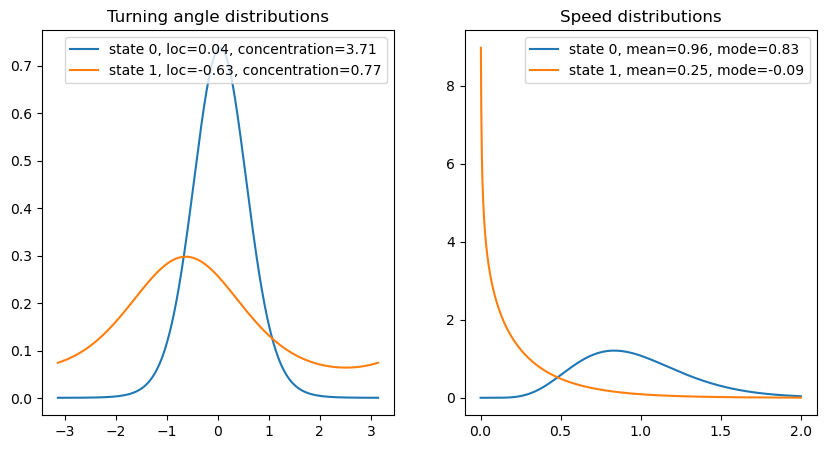 Turning angle distributions
state 0, loc=0.04, concentration=3.71
state 1, loc=-0.63, concentration=0.77
0.7
0.6
0.5
0.4
0.3
0.2
0.1
0.0
−3 −2 −1 0 1 2 3
Speed distributions
state 0, mean=0.96, mode=0.83
state 1, mean=0.25, mode=-0.09
8
6
4
2
0
0.0 0.5 1.0 1.5 2.0